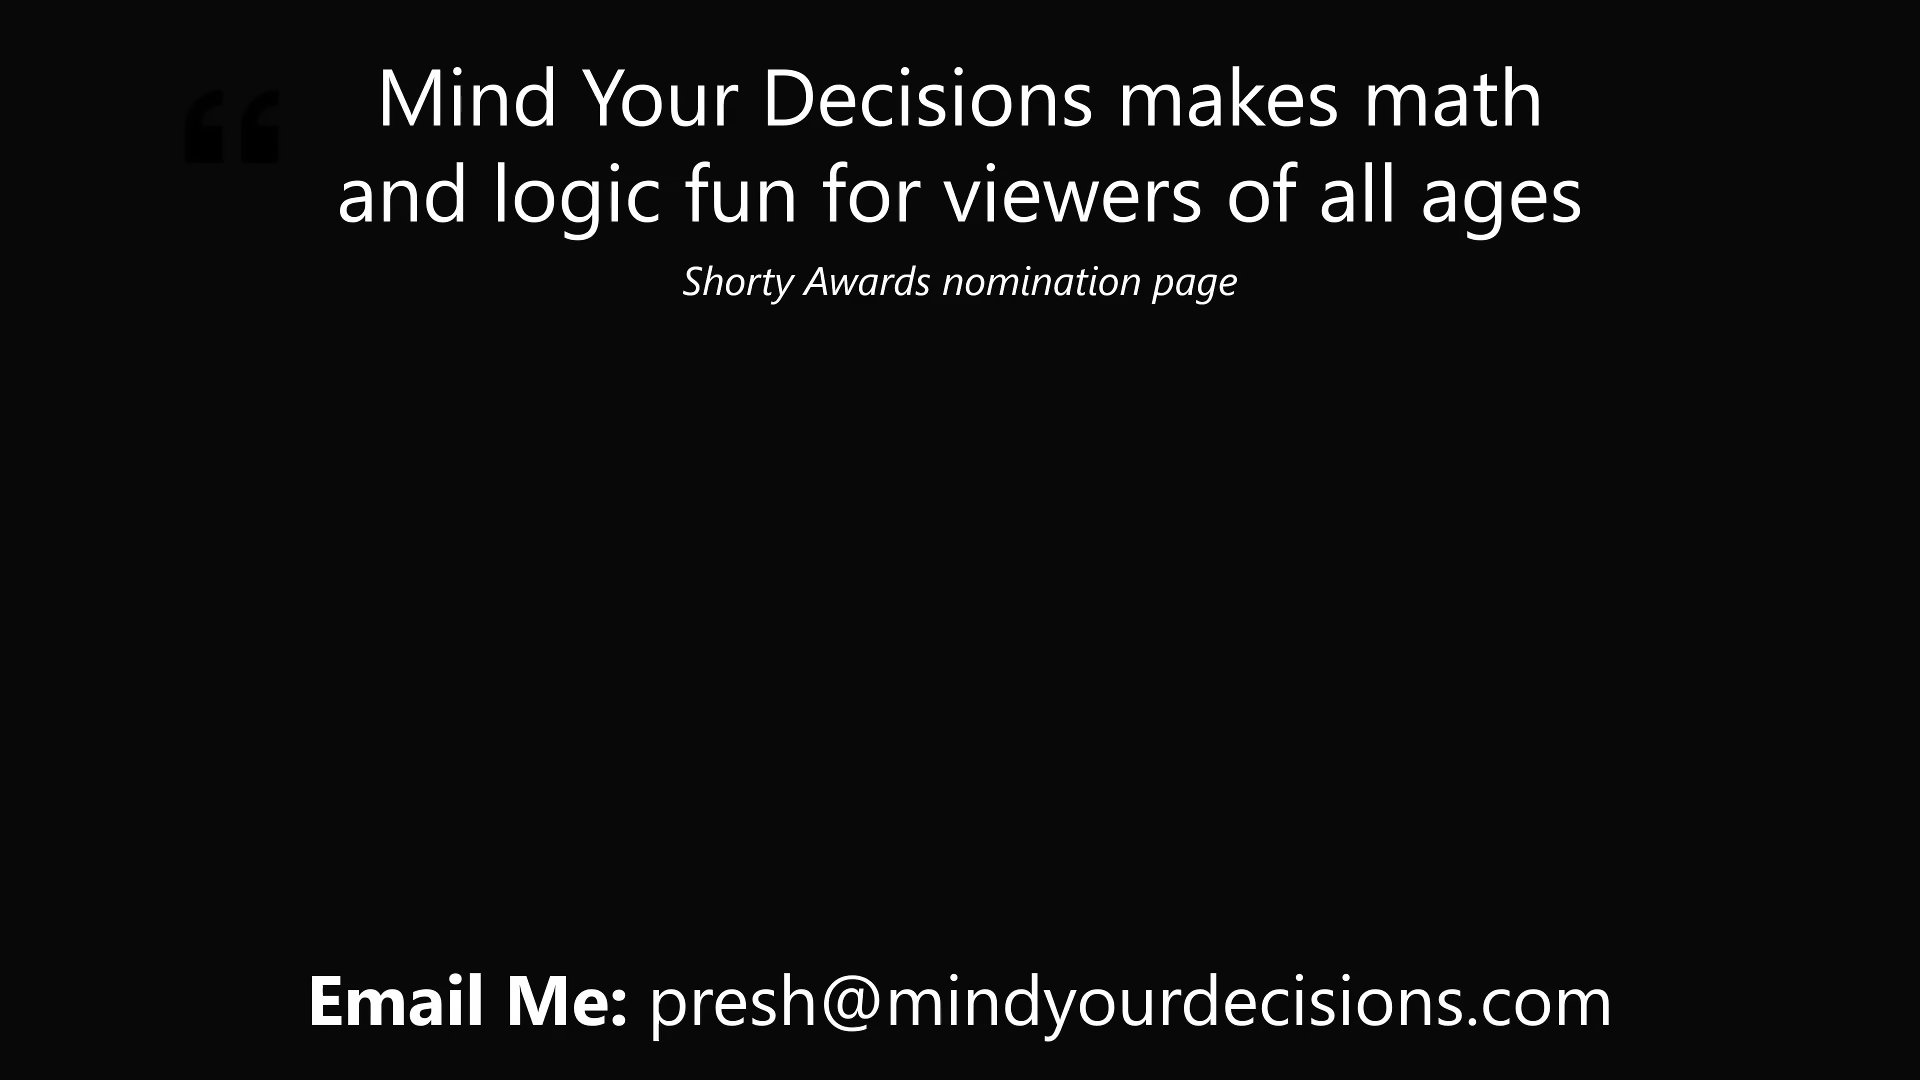 “
Mind Your Decisions makes math
and logic fun for viewers of all ages
Shorty Awards nomination page
Email Me: presh@mindyourdecisions.com